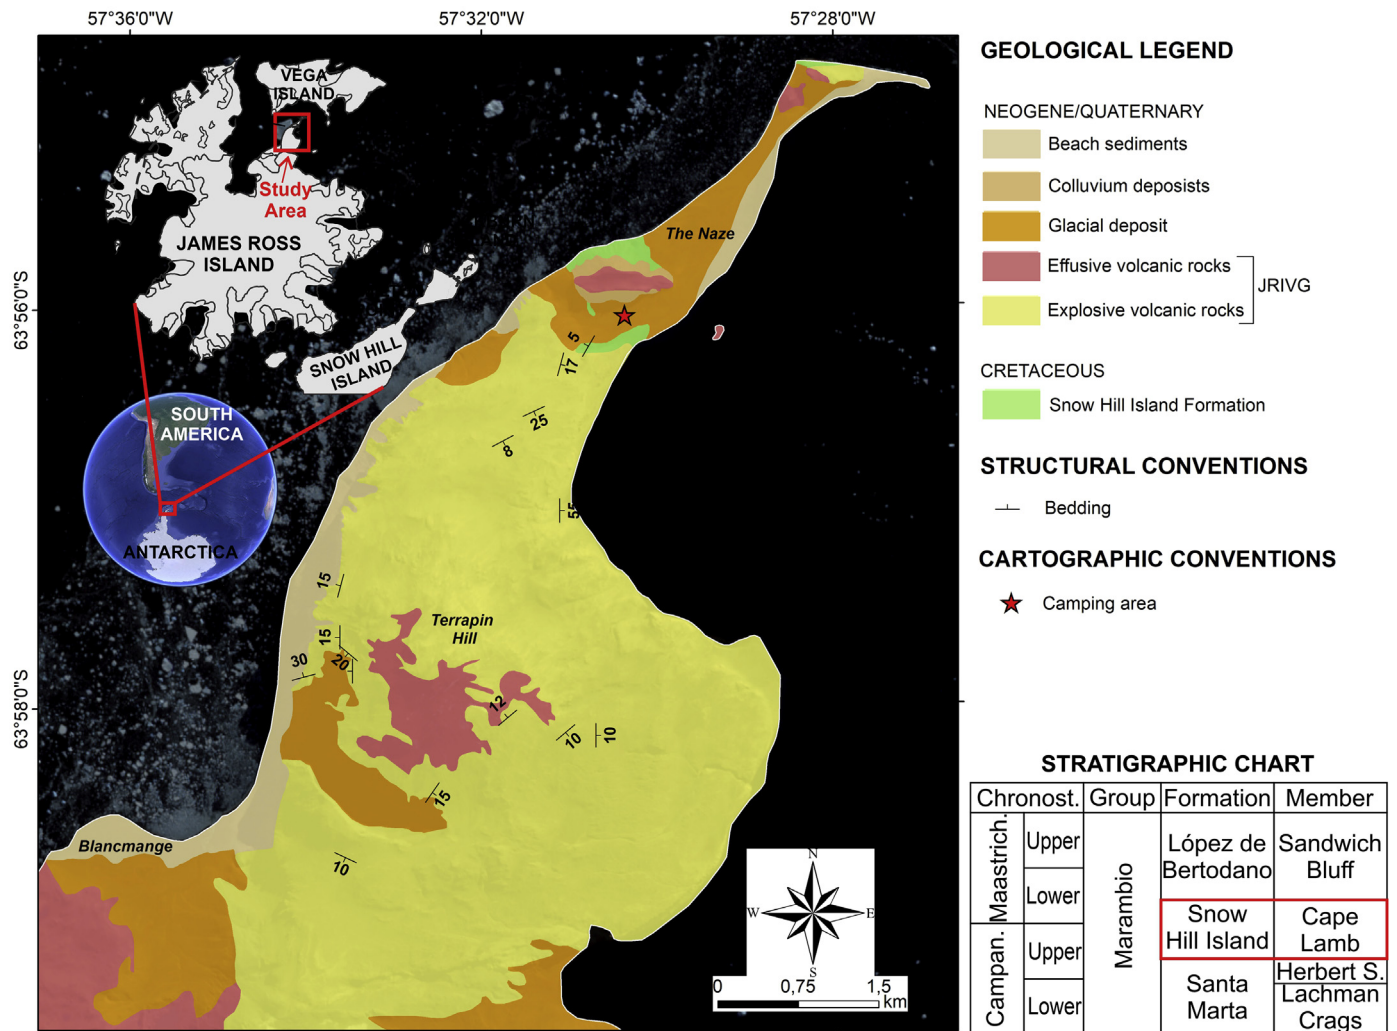 57°36'0"W
57°32'0"W
57°28'0"W
63°56'0"S
63°58'0"S
VEGA
ISLAND
Study
Area
JAMES ROSS
ISLAND
SNOW HILL
ISLAND
SOUTH
AMERICA
ANTARCTICA
The Naze
5
17
25
8
55
15
15
30
20
Terrapin
Hill
12
10
10
15
10
Blancmange
N
W
E
S
0
0,75
1,5
km
GEOLOGICAL LEGEND
NEOGENE/QUATERNARY
Beach sediments
Colluvium deposists
Glacial deposit
Effusive volcanic rocks
Explosive volcanic rocks
JRIVG
CRETACEOUS
Snow Hill Island Formation
STRUCTURAL CONVENTIONS
Bedding
CARTOGRAPHIC CONVENTIONS
Camping area
STRATIGRAPHIC CHART
Chronost.
Group
Formation
Member
Maastrich.
Upper
Lower
Campan.
Upper
Lower
Marambio
López de
Bertodano
Sandwich
Bluff
Snow
Hill Island
Cape
Lamb
Santa
Marta
Herbert S.
Lachman
Crags